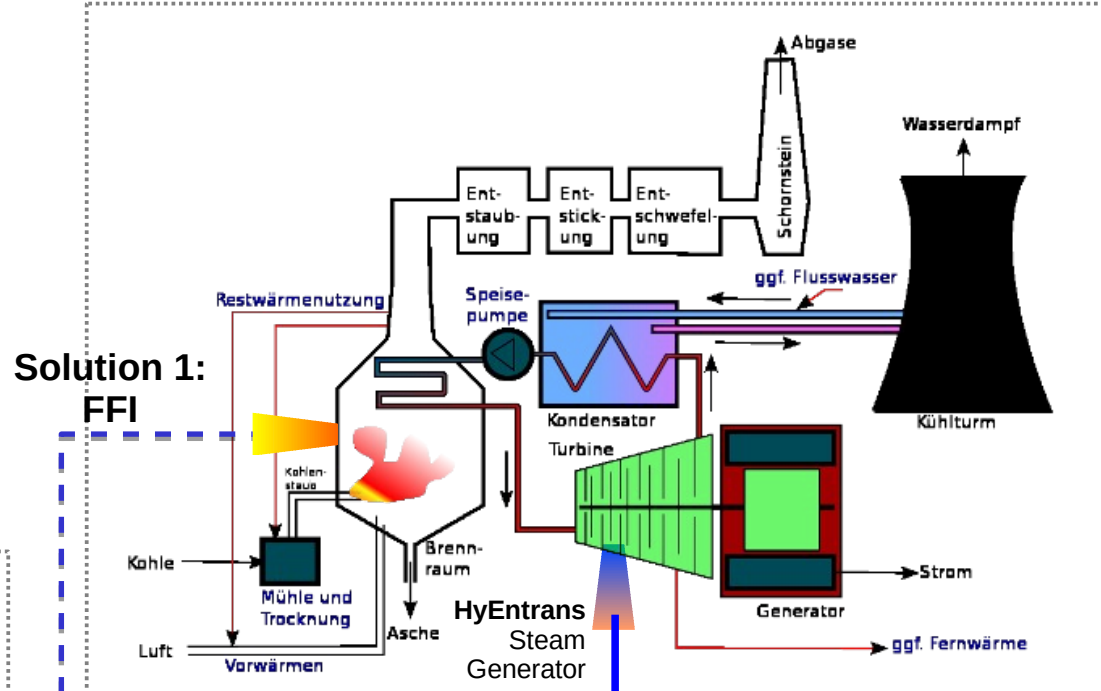 Abgase
Wasserdampf
Schornstein
Ent-
staub-
ung
Ent-
stick-
ung
Ent-
schwefel-
ung
ggf. Flusswasser
Restwärmenutzung
Speise-
pumpe
Solution 1:
FFI
Kondensator
Kühlturm
Turbine
Kohlen-
staub
Kohle
Brenn-
raum
Strom
Mühle und
Trocknung
HyEntrans
Steam
Generator
Generator
Asche
Luft
Vorwärmen
ggf. Fernwärme